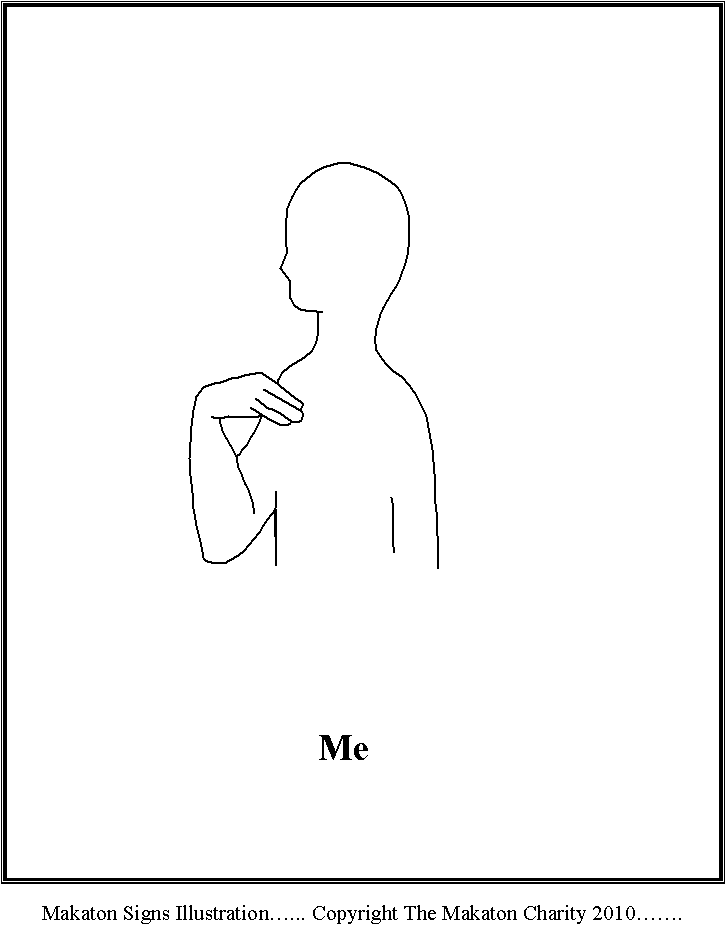 Me
Makaton Signs Illustration…... Copyright The Makaton Charity 2010…….